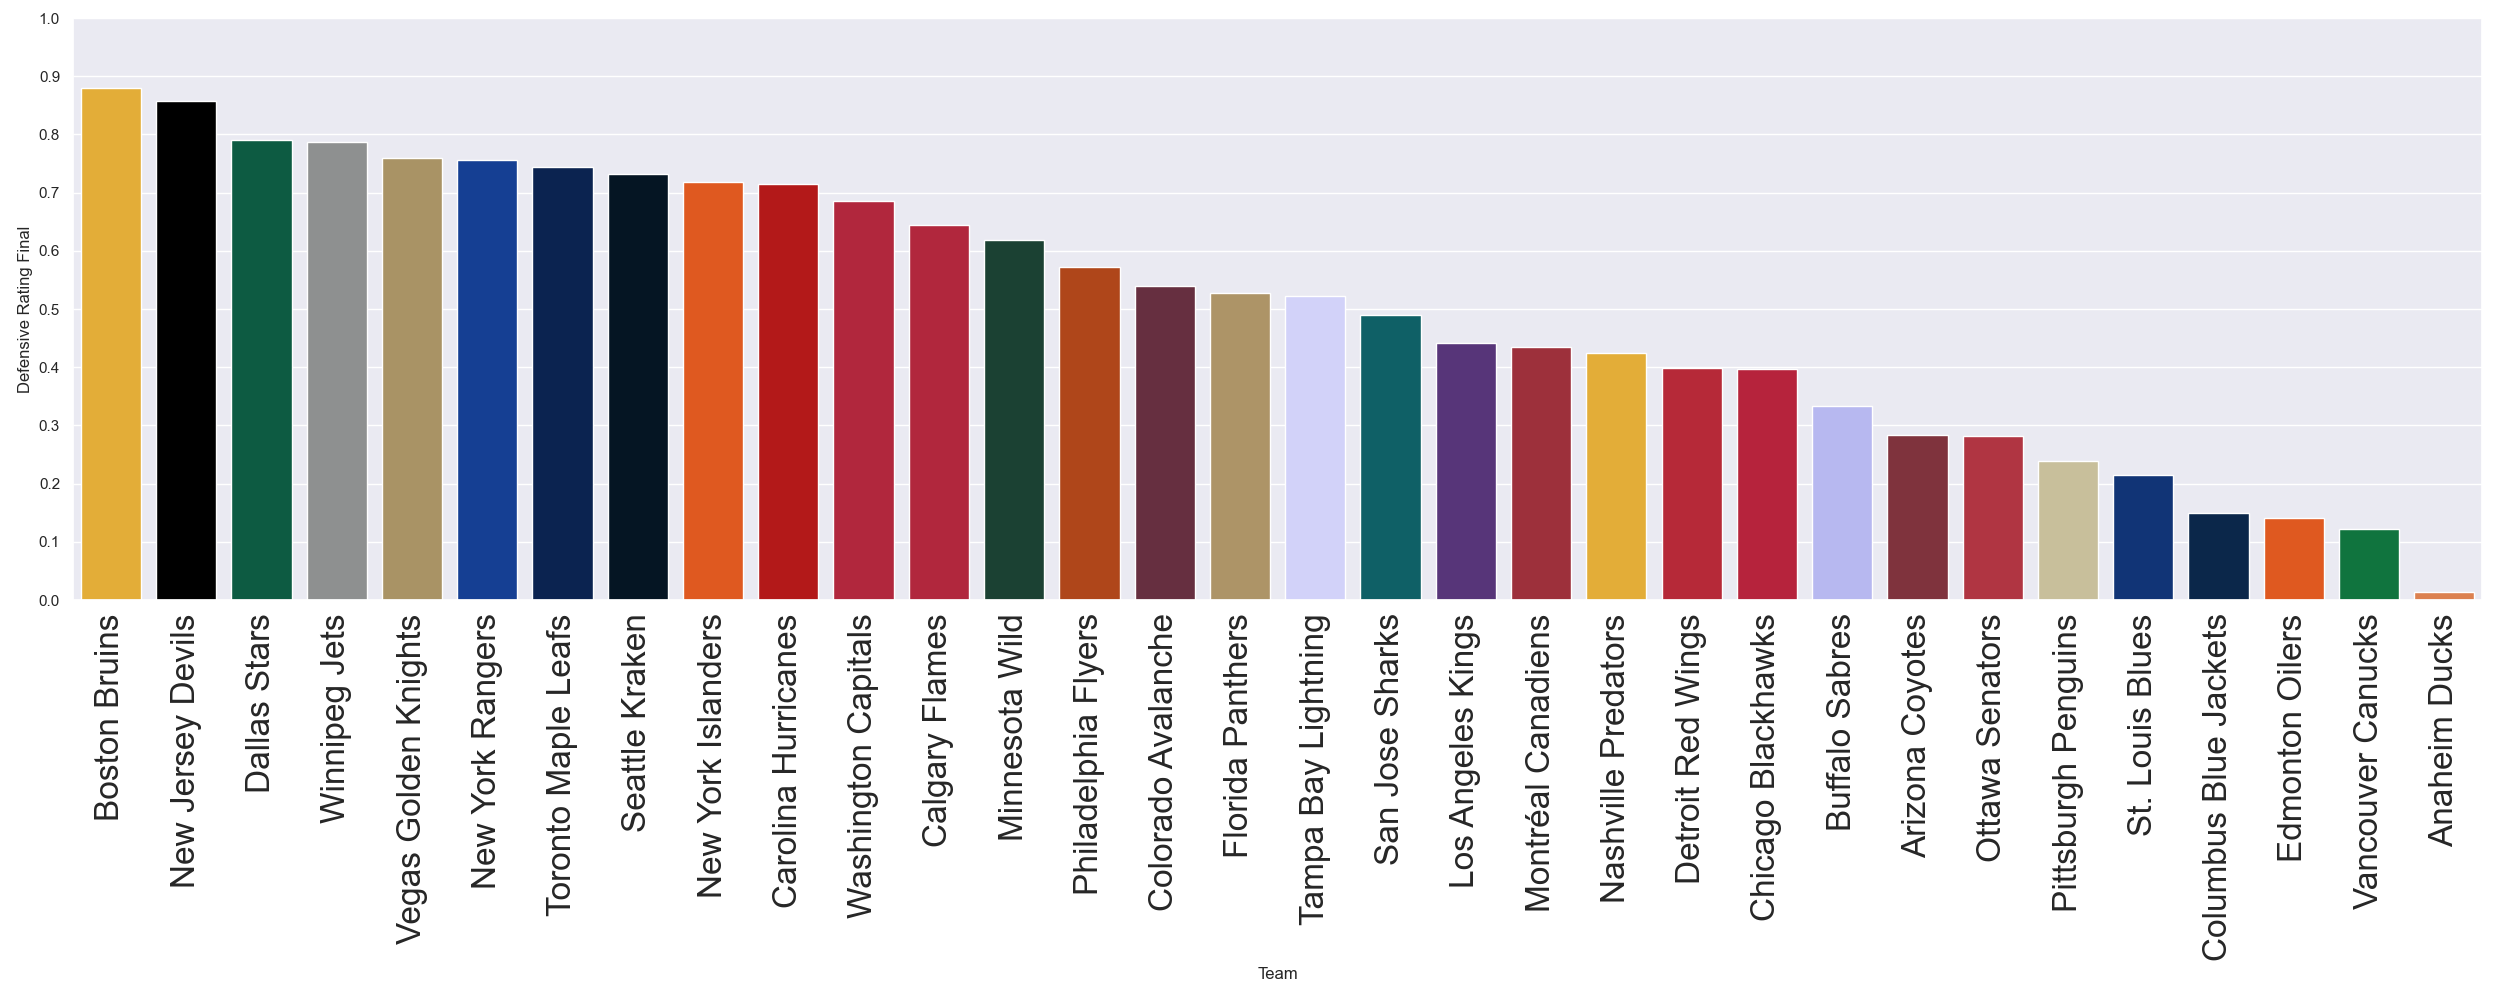 1.0
0.9
0.8
0.7
0.6
0.5
0.4
0.3
0.2
0.1
0.0
Defensive Rating Final
Boston Bruins
New Jersey Devils
Dallas Stars
Winnipeg Jets
Vegas Golden Knights
New York Rangers
Toronto Maple Leafs
Seattle Kraken
New York Islanders
Carolina Hurricanes
Washington Capitals
Calgary Flames
Minnesota Wild
Philadelphia Flyers
Colorado Avalanche
Florida Panthers
Tampa Bay Lightning
San Jose Sharks
Los Angeles Kings
Montréal Canadiens
Nashville Predators
Detroit Red Wings
Chicago Blackhawks
Buffalo Sabres
Arizona Coyotes
Ottawa Senators
Pittsburgh Penguins
St. Louis Blues
Columbus Blue Jackets
Edmonton Oilers
Vancouver Canucks
Anaheim Ducks
Team